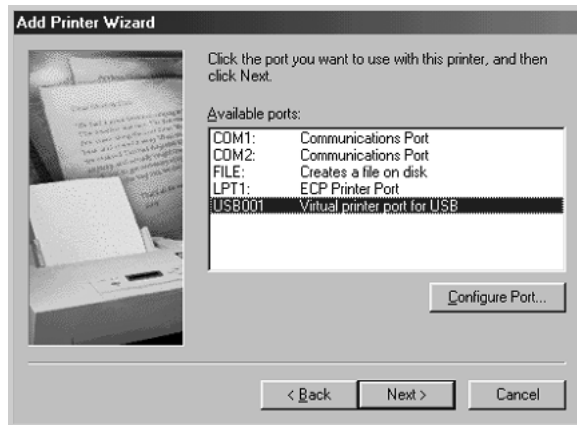 Add Printer Wizard
Click the port you want to use with this printer, and then
click Next.
Available ports:
COM1: Communications Port
COM2: Communications Port
FILE: Creates a file on disk
LPT1: ECP Printer Port
USB001 Virtual printer port for USB
Configure Port...
< Back Next > Cancel